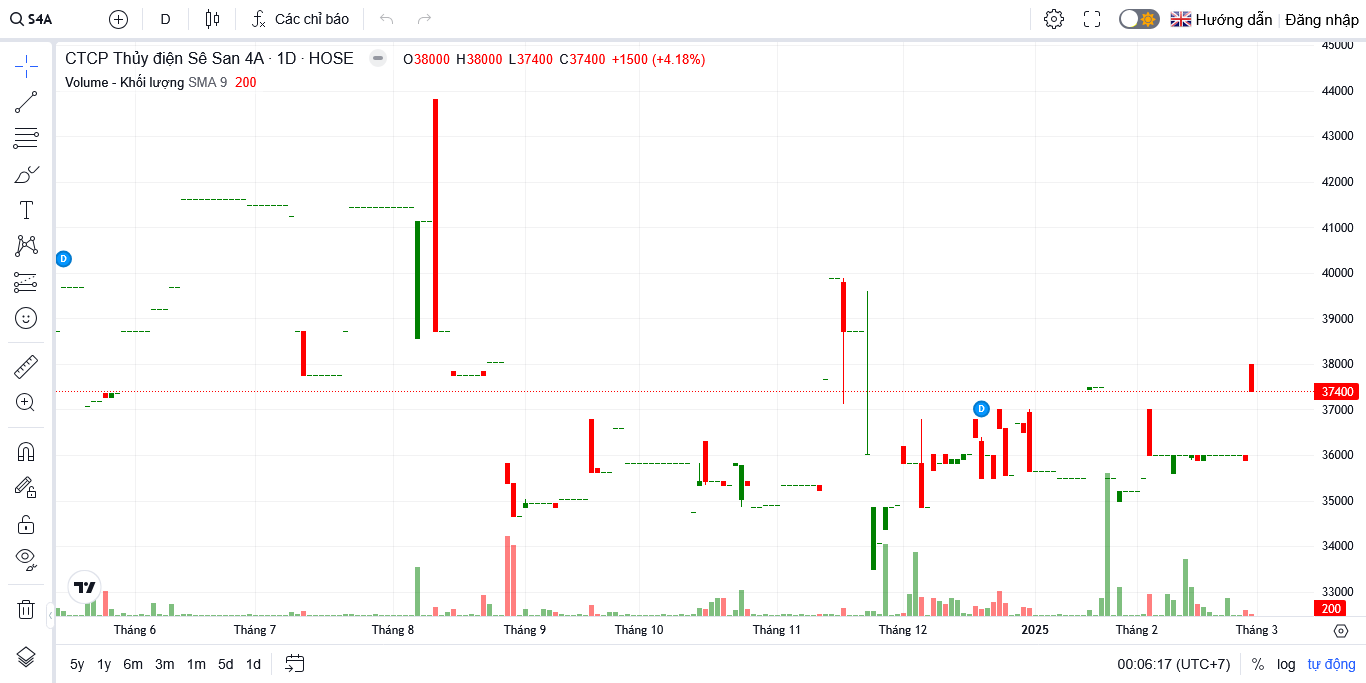 S4A D Các chỉ báo Hướng dẫn Đăng nhập
CTCP Thủy điện Sê San 4A · 1D · HOSE O38000 H38000 L37400 C37400 +1500 (+4.18%)
Volume - Khối lượng SMA 9 200
45000
44000
43000
42000
41000
40000
39000
38000
37400
37000
36000
35000
34000
33000
200
D
D
Tháng 6 Tháng 7 Tháng 8 Tháng 9 Tháng 10 Tháng 11 Tháng 12 2025 Tháng 2 Tháng 3
5y 1y 6m 3m 1m 5d 1d 00:06:17 (UTC+7) % log tự động